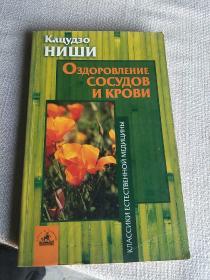 Кацудзо
НИШИ
ОЗДОРОВЛЕНИЕ
СОСУДОВ
И КРОВИ
КЛАССИКИ ЕСТЕСТВЕННОЙ МЕДИЦИНЫ